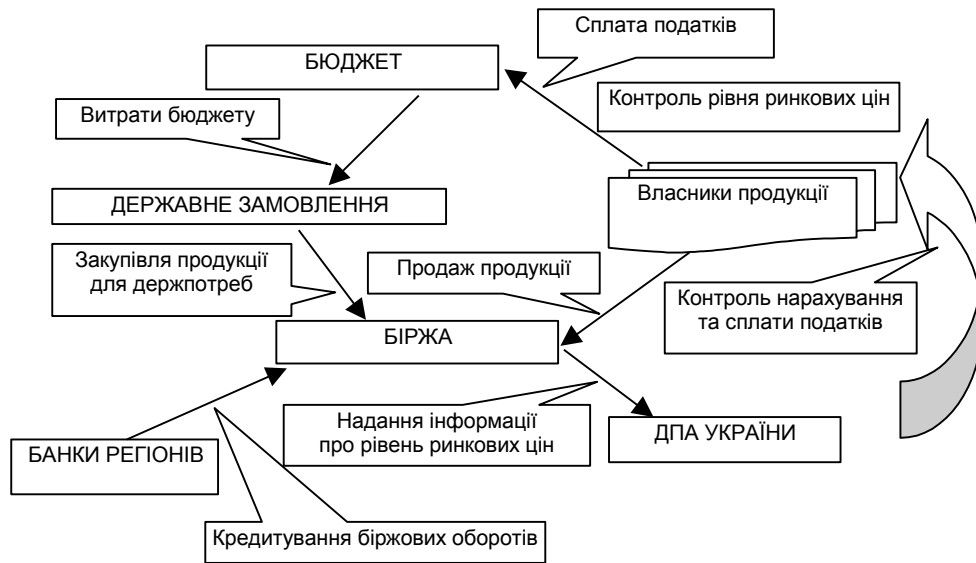 Сплата податків
БЮДЖЕТ
Контроль рівня ринкових цін
Витрати бюджету
Власники продукції
ДЕРЖАВНЕ ЗАМОВЛЕННЯ
Закупівля продукції
для держпотреб
Продаж продукції
Контроль нарахування
та сплати податків
БІРЖА
Надання інформації
про рівень ринкових цін
ДПА УКРАЇНИ
БАНКИ РЕГІОНІВ
Кредитування біржових оборотів